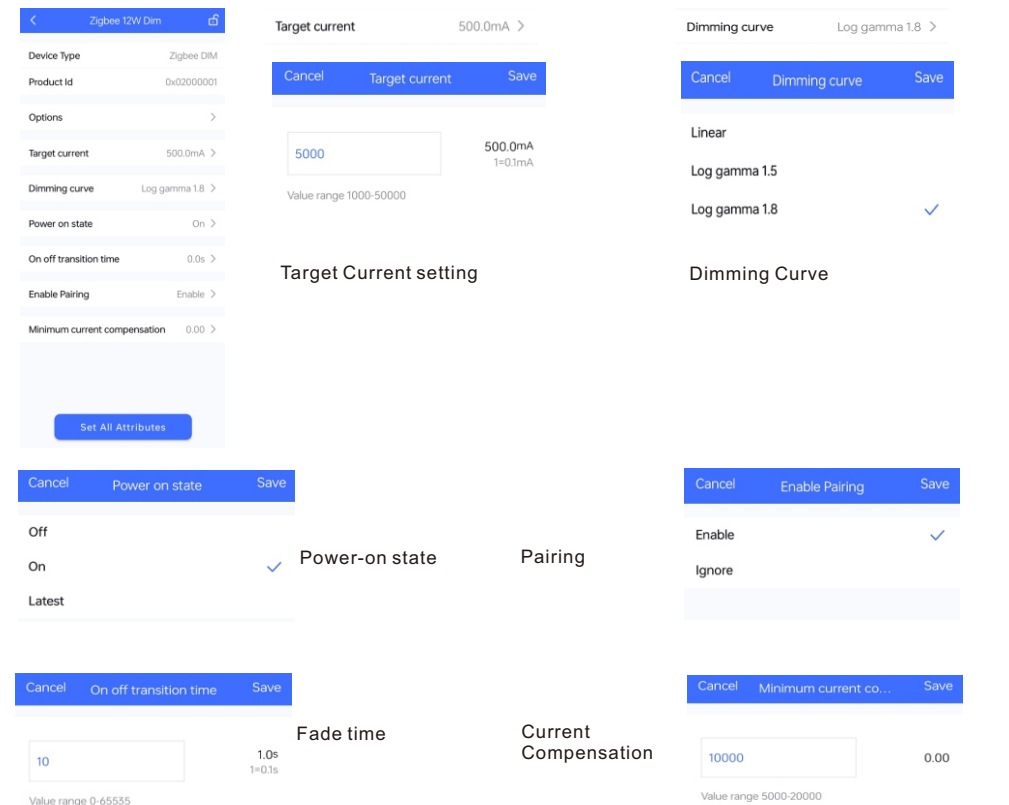 Zigbee 12W Dim
Device Type Zigbee DIM
Product Id 0x02000001
Options
Target current 500.0mA
Dimming curve Log gamma 1.8
Power on state On
On off transition time 0.0s
Enable Pairing Enable
Minimum current compensation 0.00
Set All Attributes
Target current 500.0mA
Cancel Target current Save
5000 500.0mA
1=0.1mA
Value range 1000-50000
Target Current setting
Dimming curve Log gamma 1.8
Cancel Dimming curve Save
Linear
Log gamma 1.5
Log gamma 1.8
Dimming Curve
Cancel Power on state Save
Off
On
Latest
Power-on state
Pairing
Cancel Enable Pairing Save
Enable
Ignore
Cancel On off transition time Save
10 1.0s
1=0.1s
Value range 0-65535
Fade time
Current
Compensation
Cancel Minimum current co... Save
10000 0.00
Value range 5000-20000